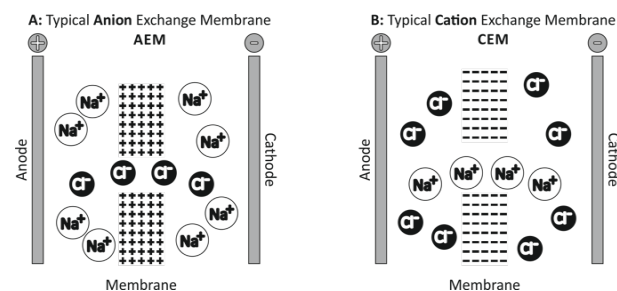 A: Typical Anion Exchange Membrane
AEM
+
-
Anode
Na+
Na+
Na+
Na+
Cl-
Cl-
Cl-
Cl-
Na+
Na+
Na+
Na+
Cathode
Membrane
B: Typical Cation Exchange Membrane
CEM
+
-
Anode
Cl-
Cl-
Cl-
Cl-
Na+
Na+
Na+
Na+
Cl-
Cl-
Cl-
Cl-
Cathode
Membrane